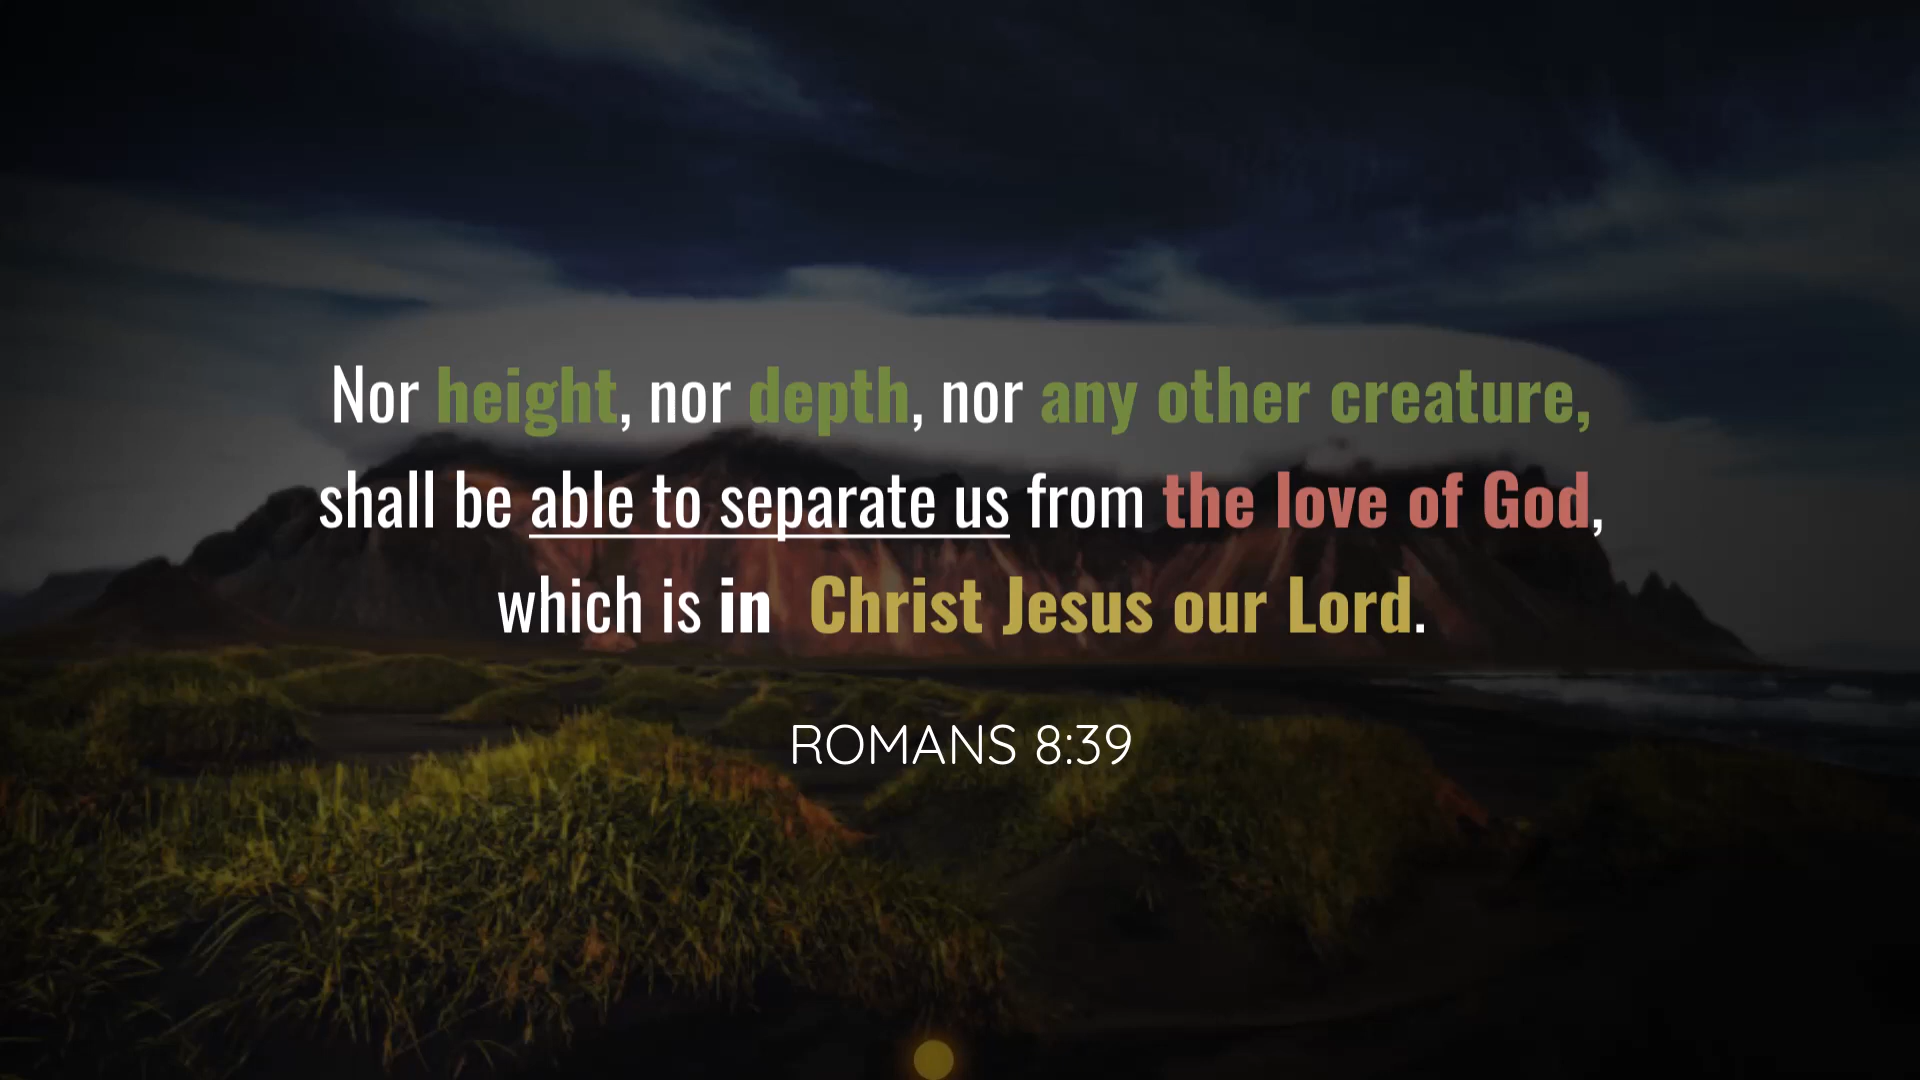 Nor height, nor depth, nor any other creature,
shall be able to separate us from the love of God,
which is in Christ Jesus our Lord.
ROMANS 8:39